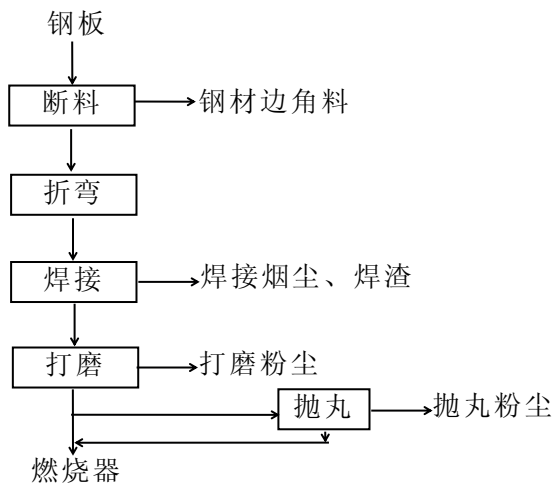 钢板
断料
钢材边角料
折弯
焊接
焊接烟尘、焊渣
打磨
打磨粉尘
抛丸
抛丸粉尘
燃烧器